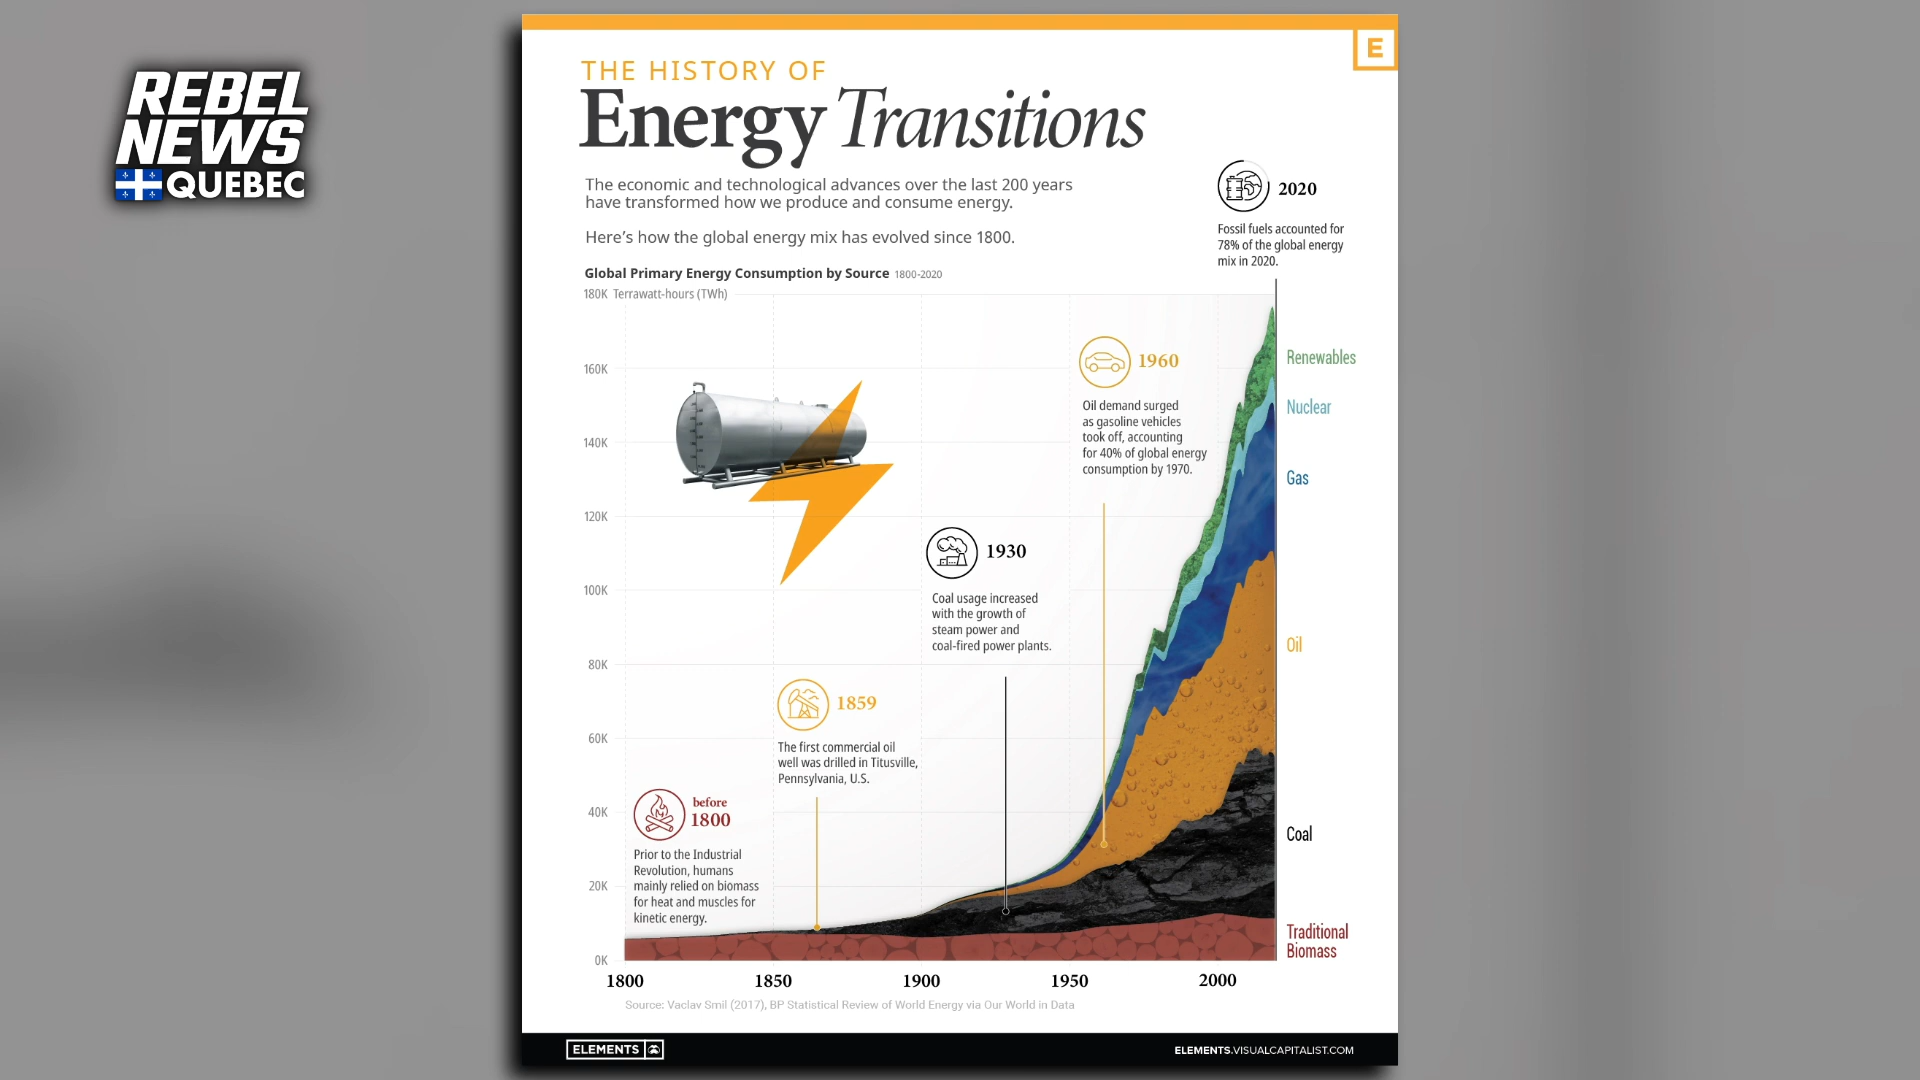 REBEL
NEWS
QUEBEC
E
THE HISTORY OF
Energy Transitions
The economic and technological advances over the last 200 years
have transformed how we produce and consume energy.
Here's how the global energy mix has evolved since 1800.
Global Primary Energy Consumption by Source 1800-2020
180K Terrawatt-hours (TWh)
160K
140K
120K
100K
80K
60K
40K
20K
0K
1800
1850
1900
1950
2000
before
1800
Prior to the Industrial
Revolution, humans
mainly relied on biomass
for heat and muscles for
kinetic energy.
1859
The first commercial oil
well was drilled in Titusville,
Pennsylvania, U.S.
1930
Coal usage increased
with the growth of
steam power and
coal-fired power plants.
1960
Oil demand surged
as gasoline vehicles
took off, accounting
for 40% of global energy
consumption by 1970.
2020
Fossil fuels accounted for
78% of the global energy
mix in 2020.
Renewables
Nuclear
Gas
Oil
Coal
Traditional
Biomass
Source: Vaclav Smil (2017), BP Statistical Review of World Energy via Our World in Data
ELEMENTS
ELEMENTS.VISUALCAPITALIST.COM